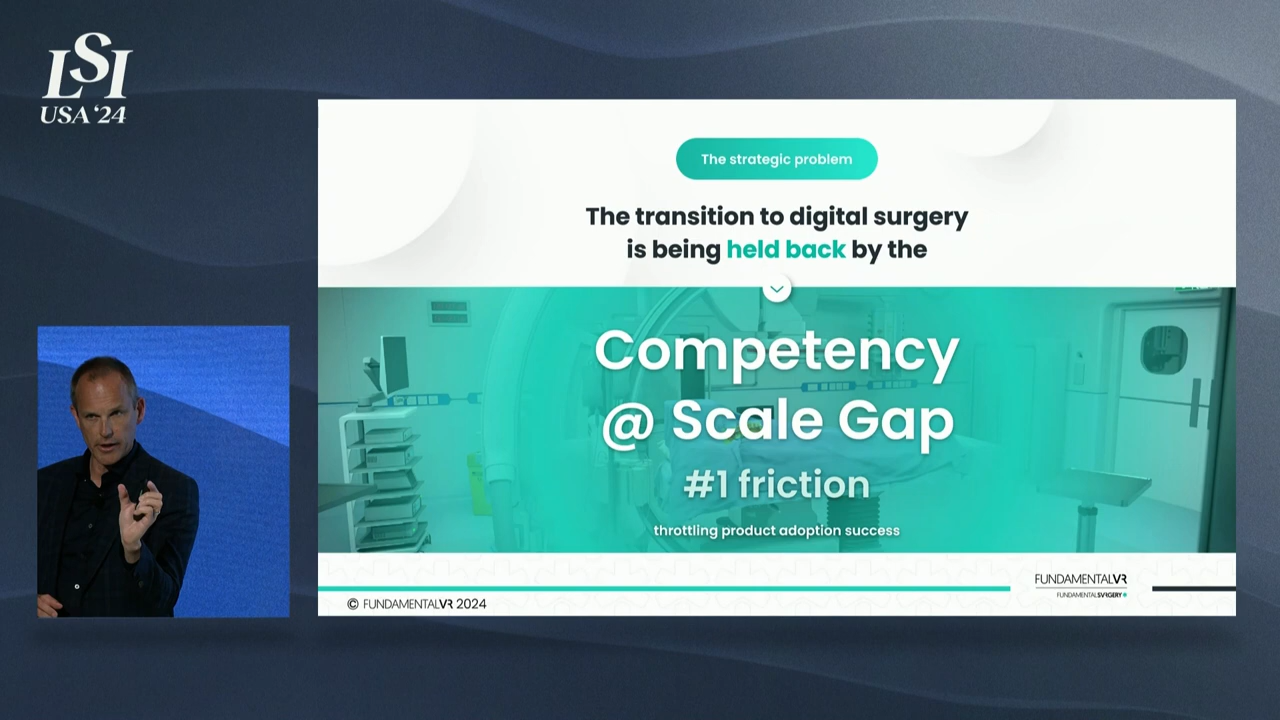 LSI
USA '24
The strategic problem
The transition to digital surgery
is being held back by the
Competency
@ Scale Gap
#1 friction
throttling product adoption success
FUNDAMENTALVR
FUNDAMENTALSURGERY
© FUNDAMENTALVR 2024